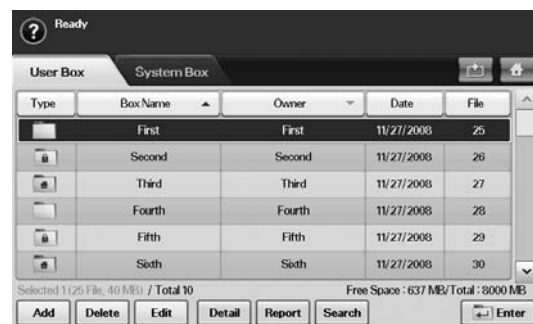 ? Ready
User Box System Box
Type Box Name Owner Date File
First First 11/27/2008 25
Second Second 11/27/2008 26
Third Third 11/27/2008 27
Fourth Fourth 11/27/2008 28
Fifth Fifth 11/27/2008 29
Sixth Sixth 11/27/2008 30
Selected 1 (25 File, 40 MB) / Total 10 Free Space : 637 MB/Total : 8000 MB
Add Delete Edit Detail Report Search Enter